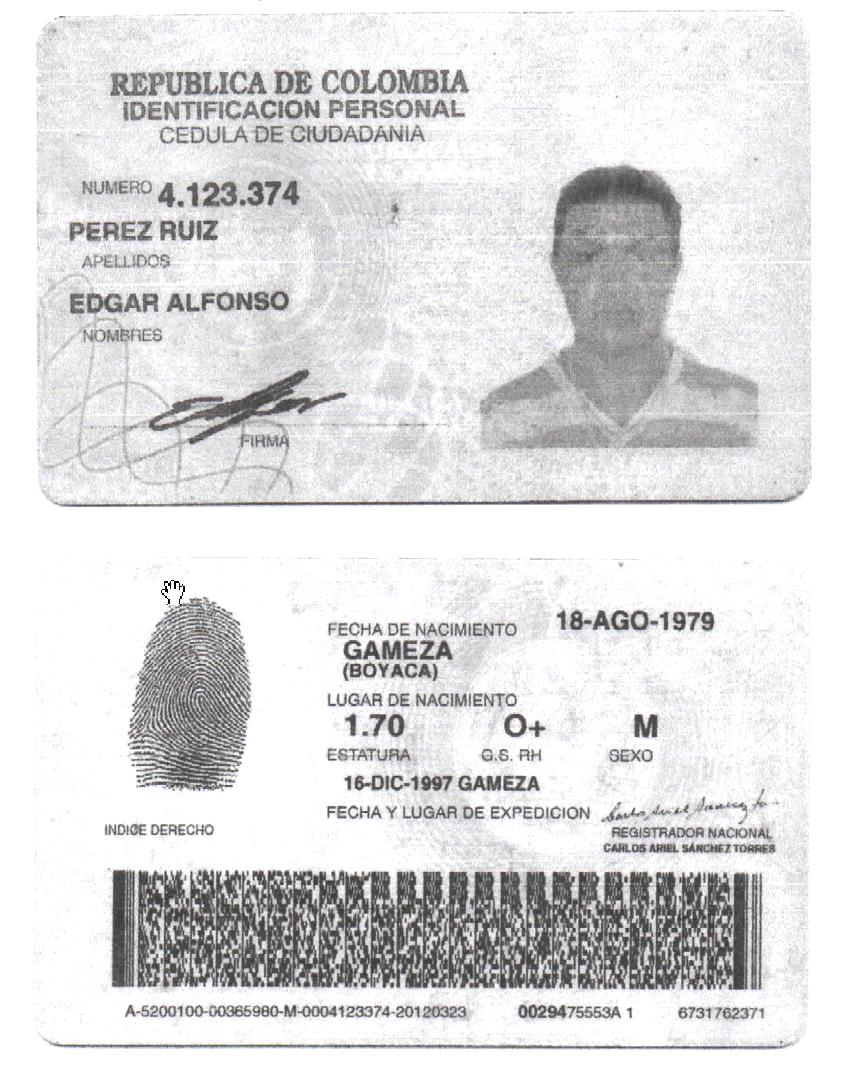 REPUBLICA DE COLOMBIA
IDENTIFICACION PERSONAL
CEDULA DE CIUDADANIA
NUMERO 4.123.374
PEREZ RUIZ
APELLIDOS
EDGAR ALFONSO
NOMBRES
FIRMA
FECHA DE NACIMIENTO 18-AGO-1979
GAMEZA
(BOYACA)
LUGAR DE NACIMIENTO
1.70 O+ M
ESTATURA G.S. RH SEXO
16-DIC-1997 GAMEZA
FECHA Y LUGAR DE EXPEDICION
INDICE DERECHO
REGISTRADOR NACIONAL
CARLOS ARIEL SÁNCHEZ TORRES
A-5200100-00365980-M-0004123374-20120323 0029475553A 1 6731762371